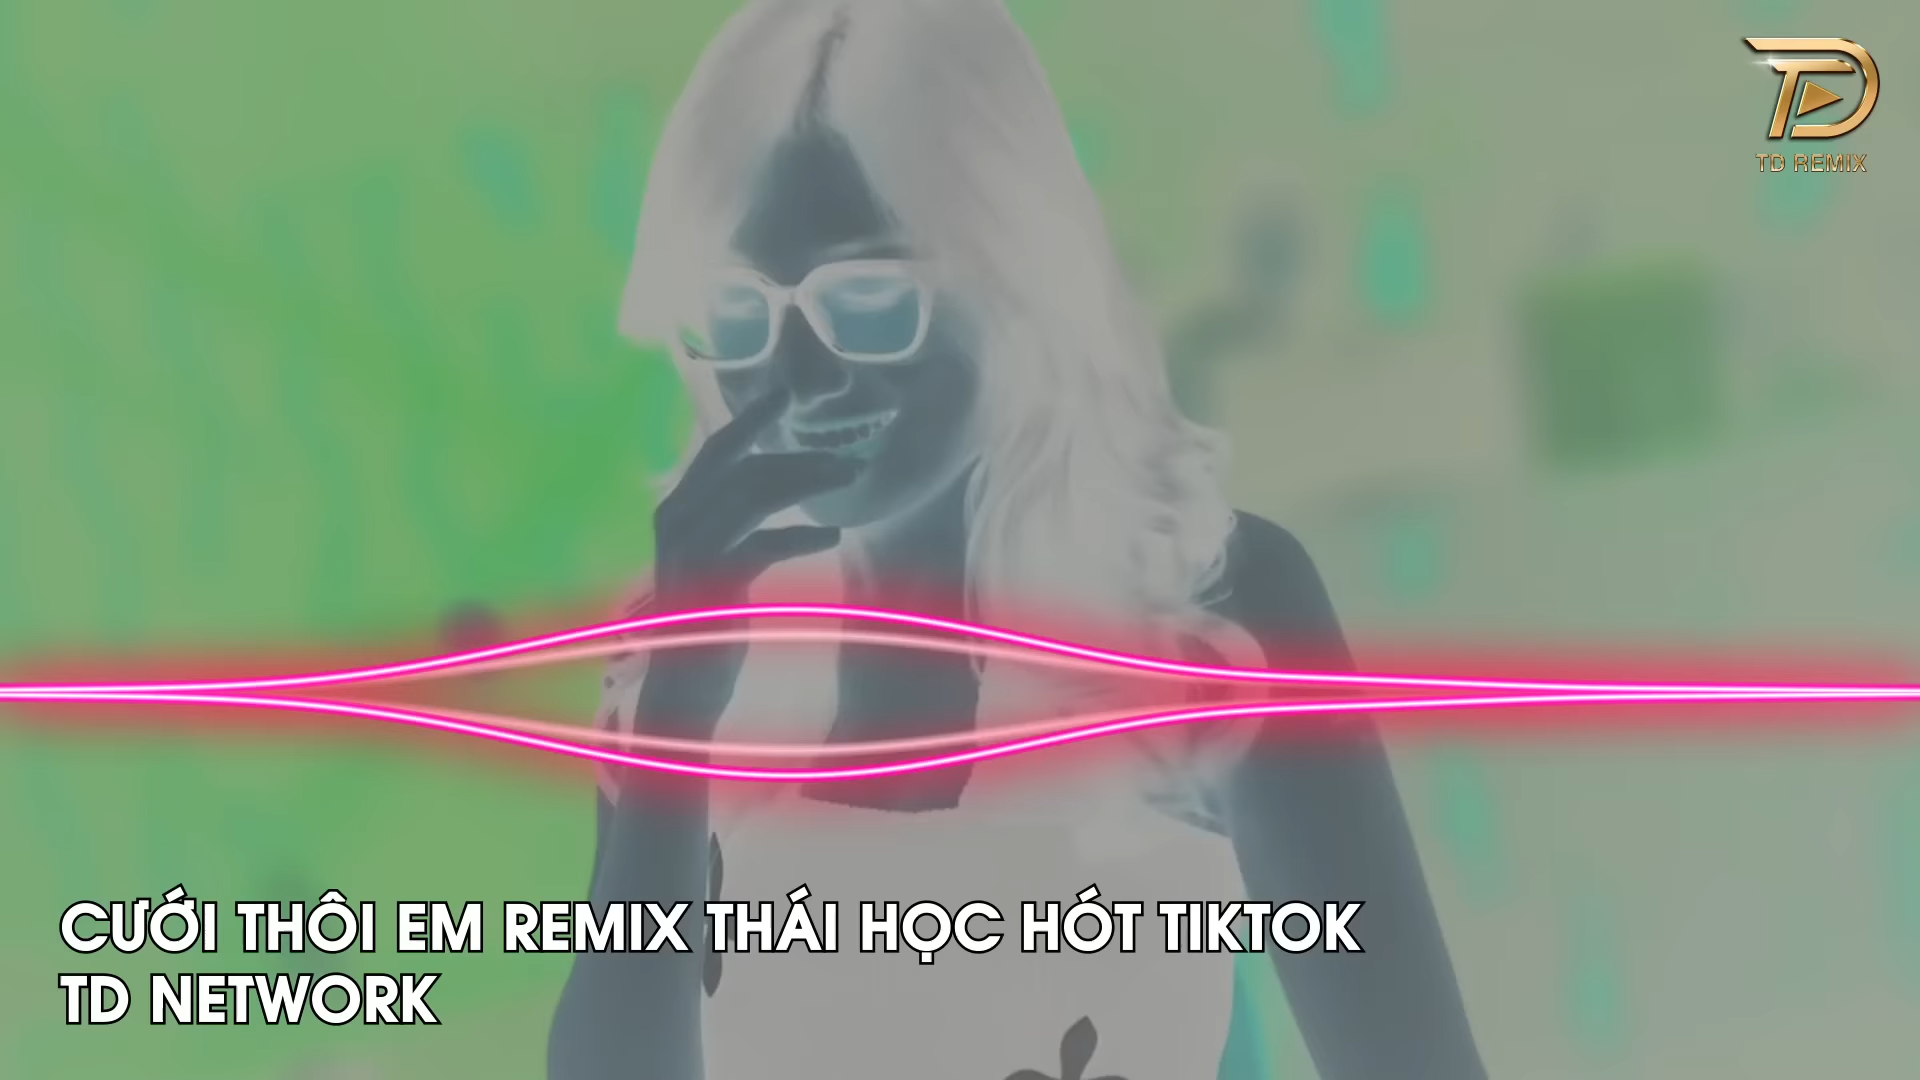 TD REMIX
CƯỚI THÔI EM REMIX THÁI HỌC HÓT TIKTOK
TD NETWORK